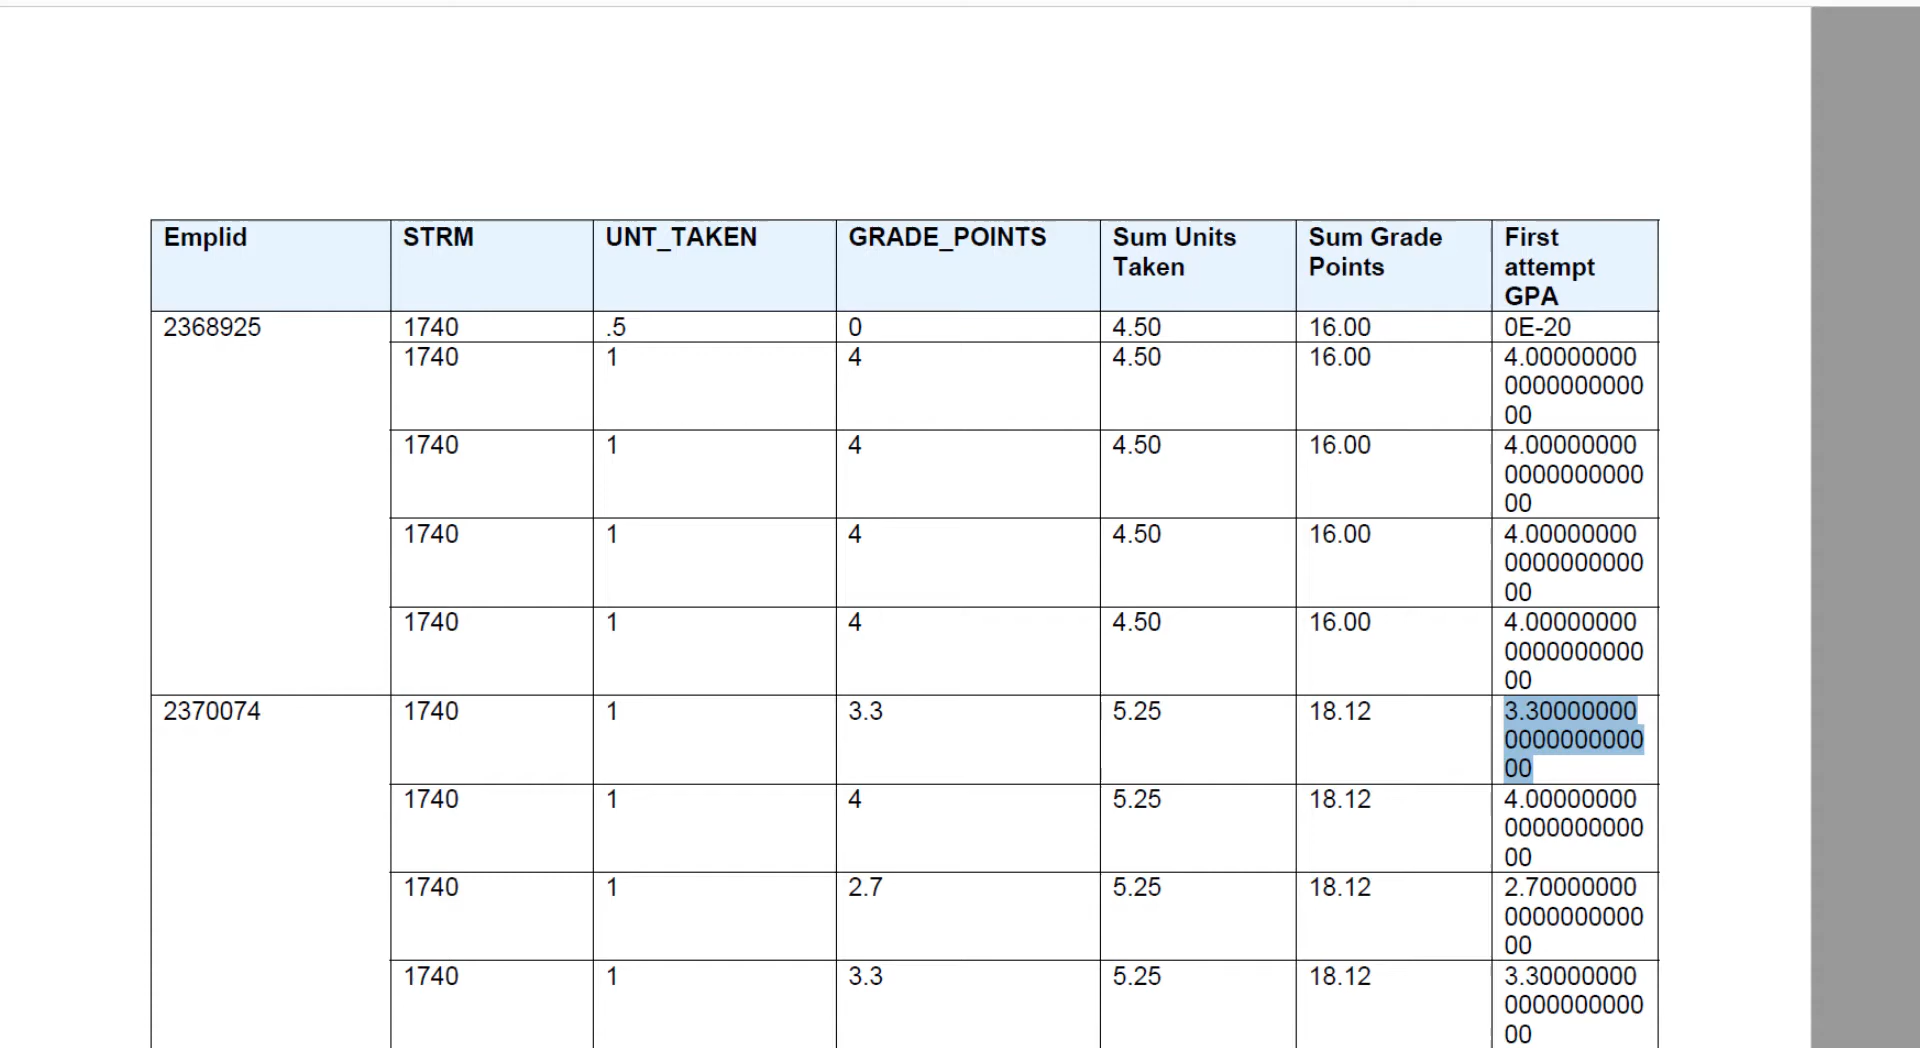 Emplid STRM UNT_TAKEN GRADE_POINTS Sum Units Taken Sum Grade Points First attempt GPA
2368925 1740 .5 0 4.50 16.00 0E-20
1740 1 4 4.50 16.00 4.00000000
0000000000
00
1740 1 4 4.50 16.00 4.00000000
0000000000
00
1740 1 4 4.50 16.00 4.00000000
0000000000
00
1740 1 4 4.50 16.00 4.00000000
0000000000
00
2370074 1740 1 3.3 5.25 18.12 3.30000000
0000000000
00
1740 1 4 5.25 18.12 4.00000000
0000000000
00
1740 1 2.7 5.25 18.12 2.70000000
0000000000
00
1740 1 3.3 5.25 18.12 3.30000000
0000000000
00